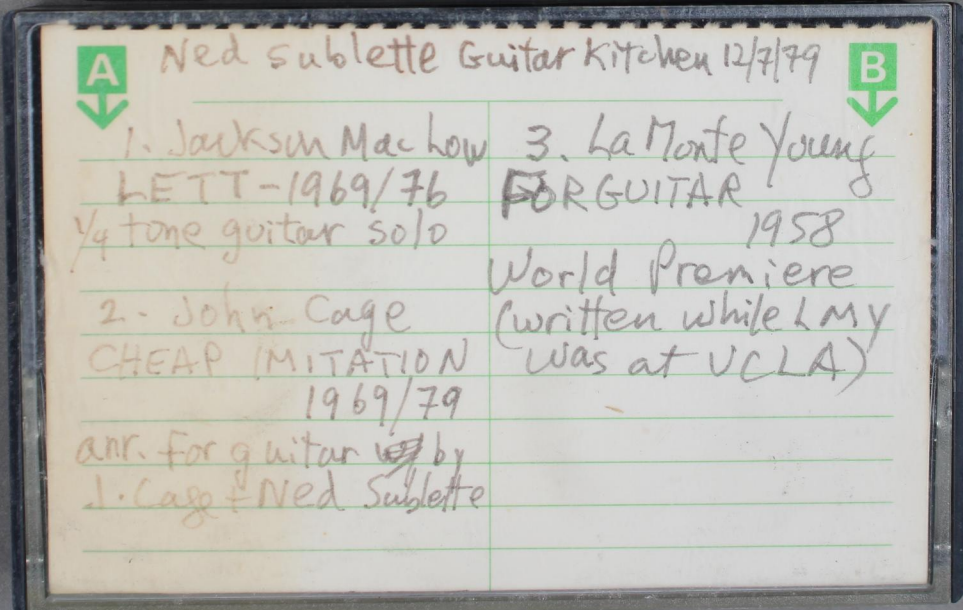 A
Ned Sublette Guitar Kitchen 12/7/79
B
1. Jackson Mac Low
LETT-1969/76
1/4 tone guitar solo
2. John Cage
CHEAP IMITATION
1969/79
arr. for guitar by
J. Cage + Ned Sublette
3. La Monte Young
FOR GUITAR
1958
World Premiere
(written while LMY
was at UCLA)